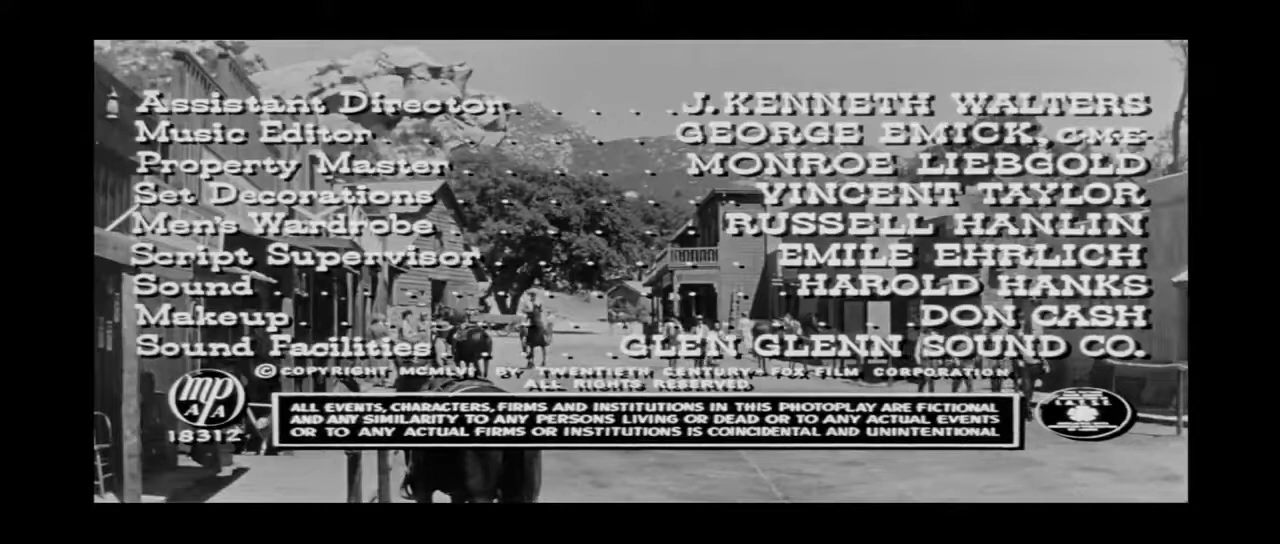 Assistant Director . . . . . J. KENNETH WALTERS
Music Editor . . . . . GEORGE EMICK, C.M.E.
Property Master . . . . . MONROE LIEBGOLD
Set Decorations . . . . . VINCENT TAYLOR
Men's Wardrobe . . . . . RUSSELL HANLIN
Script Supervisor . . . . . EMILE EHRLICH
Sound . . . . . HAROLD HANKS
Makeup . . . . . DON CASH
Sound Facilities . . . . . GLEN GLENN SOUND CO.
© COPYRIGHT MCMLVI BY TWENTIETH CENTURY-FOX FILM CORPORATION
ALL RIGHTS RESERVED
MPAA
18312
ALL EVENTS, CHARACTERS, FIRMS AND INSTITUTIONS IN THIS PHOTOPLAY ARE FICTIONAL
AND ANY SIMILARITY TO ANY PERSONS LIVING OR DEAD OR TO ANY ACTUAL EVENTS
OR TO ANY ACTUAL FIRMS OR INSTITUTIONS IS COINCIDENTAL AND UNINTENTIONAL